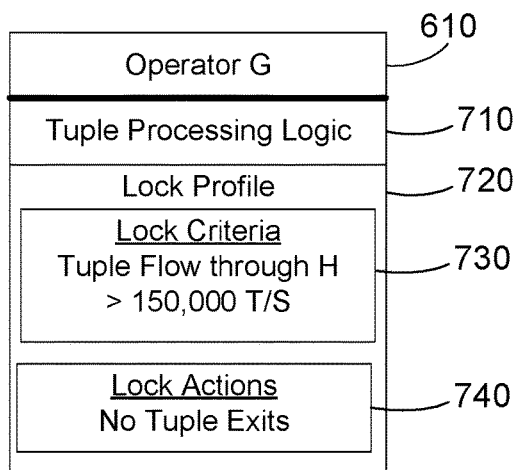 Operator G
610
Tuple Processing Logic
710
Lock Profile
720
Lock Criteria
Tuple Flow through H
> 150,000 T/S
730
Lock Actions
No Tuple Exits
740